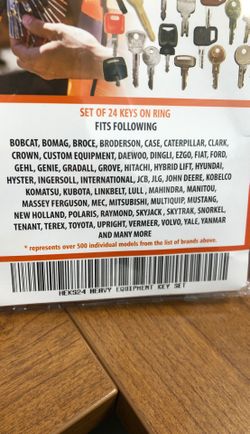 SET OF 24 KEYS ON RING
FITS FOLLOWING
BOBCAT, BOMAG, BROCE, BRODERSON, CASE, CATERPILLAR, CLARK,
CROWN, CUSTOM EQUIPMENT, DAEWOO, DINGLI, EZGO, FIAT, FORD,
GEHL, GENIE, GRADALL, GROVE, HITACHI, HYBRID LIFT, HYUNDAI,
HYSTER, INGERSOLL, INTERNATIONAL, JCB, JLG, JOHN DEERE, KOBELCO
KOMATSU, KUBOTA, LINKBELT, LULL, MAHINDRA, MANITOU,
MASSEY FERGUSON, MEC, MITSUBISHI, MULTIQUIP, MUSTANG,
NEW HOLLAND, POLARIS, RAYMOND, SKYJACK, SKYTRAK, SNORKEL,
TENANT, TEREX, TOYOTA, UPRIGHT, VERMEER, VOLVO, YALE, YANMAR
AND MANY MORE
* represents over 500 individual models from list of brands above.
HEKS24 HEAVY EQUIPMENT KEY SET